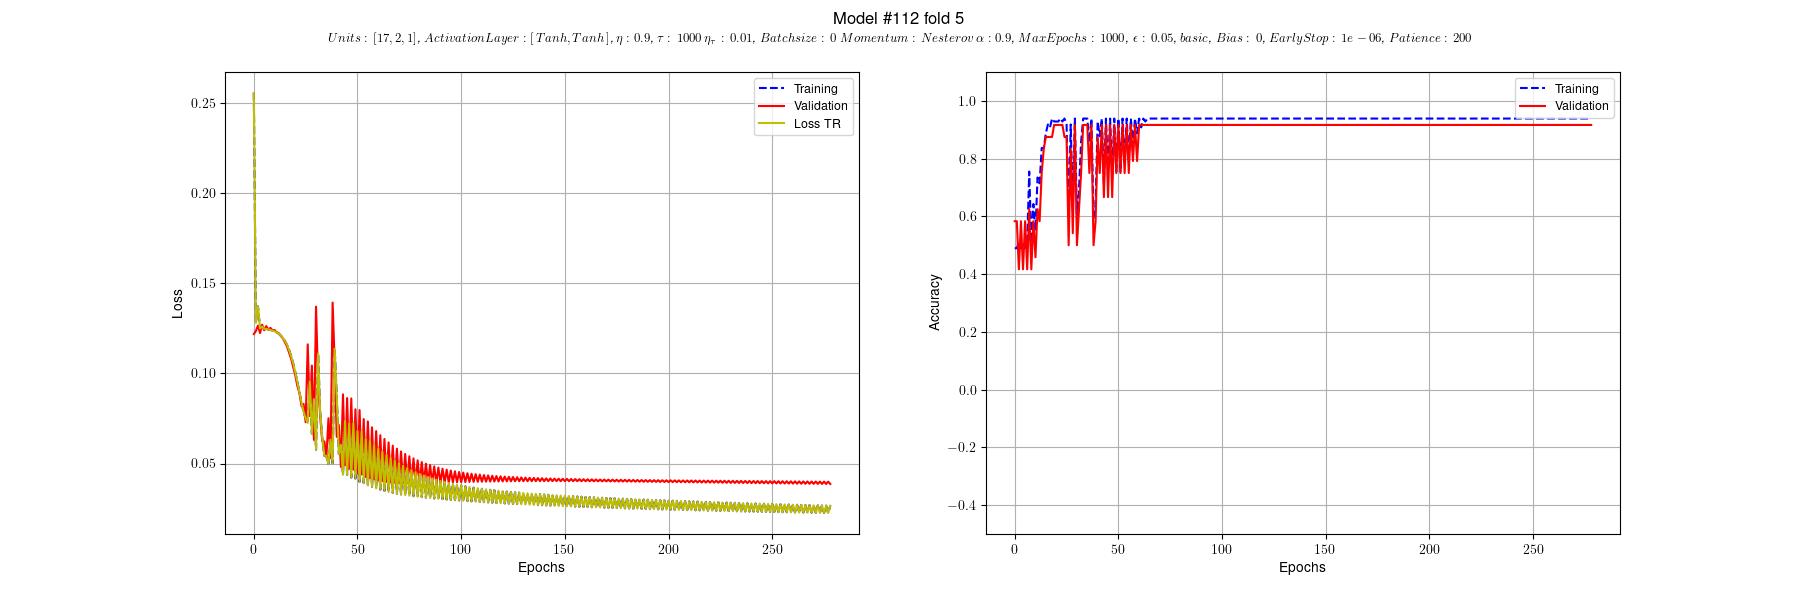 Model #112 fold 5
Units : [17, 2, 1], ActivationLayer : [Tanh, Tanh], η : 0.9, τ : 1000 η_τ : 0.01, Batchsize : 0 Momentum : Nesterov α : 0.9, MaxEpochs : 1000, ϵ : 0.05, basic, Bias : 0, EarlyStop : 1e − 06, Patience : 200
Training
Validation
Loss TR
0.25
0.20
0.15
0.10
0.05
Loss
0 50 100 150 200 250
Epochs
Training
Validation
1.0
0.8
0.6
0.4
0.2
0.0
−0.2
−0.4
Accuracy
0 50 100 150 200 250
Epochs